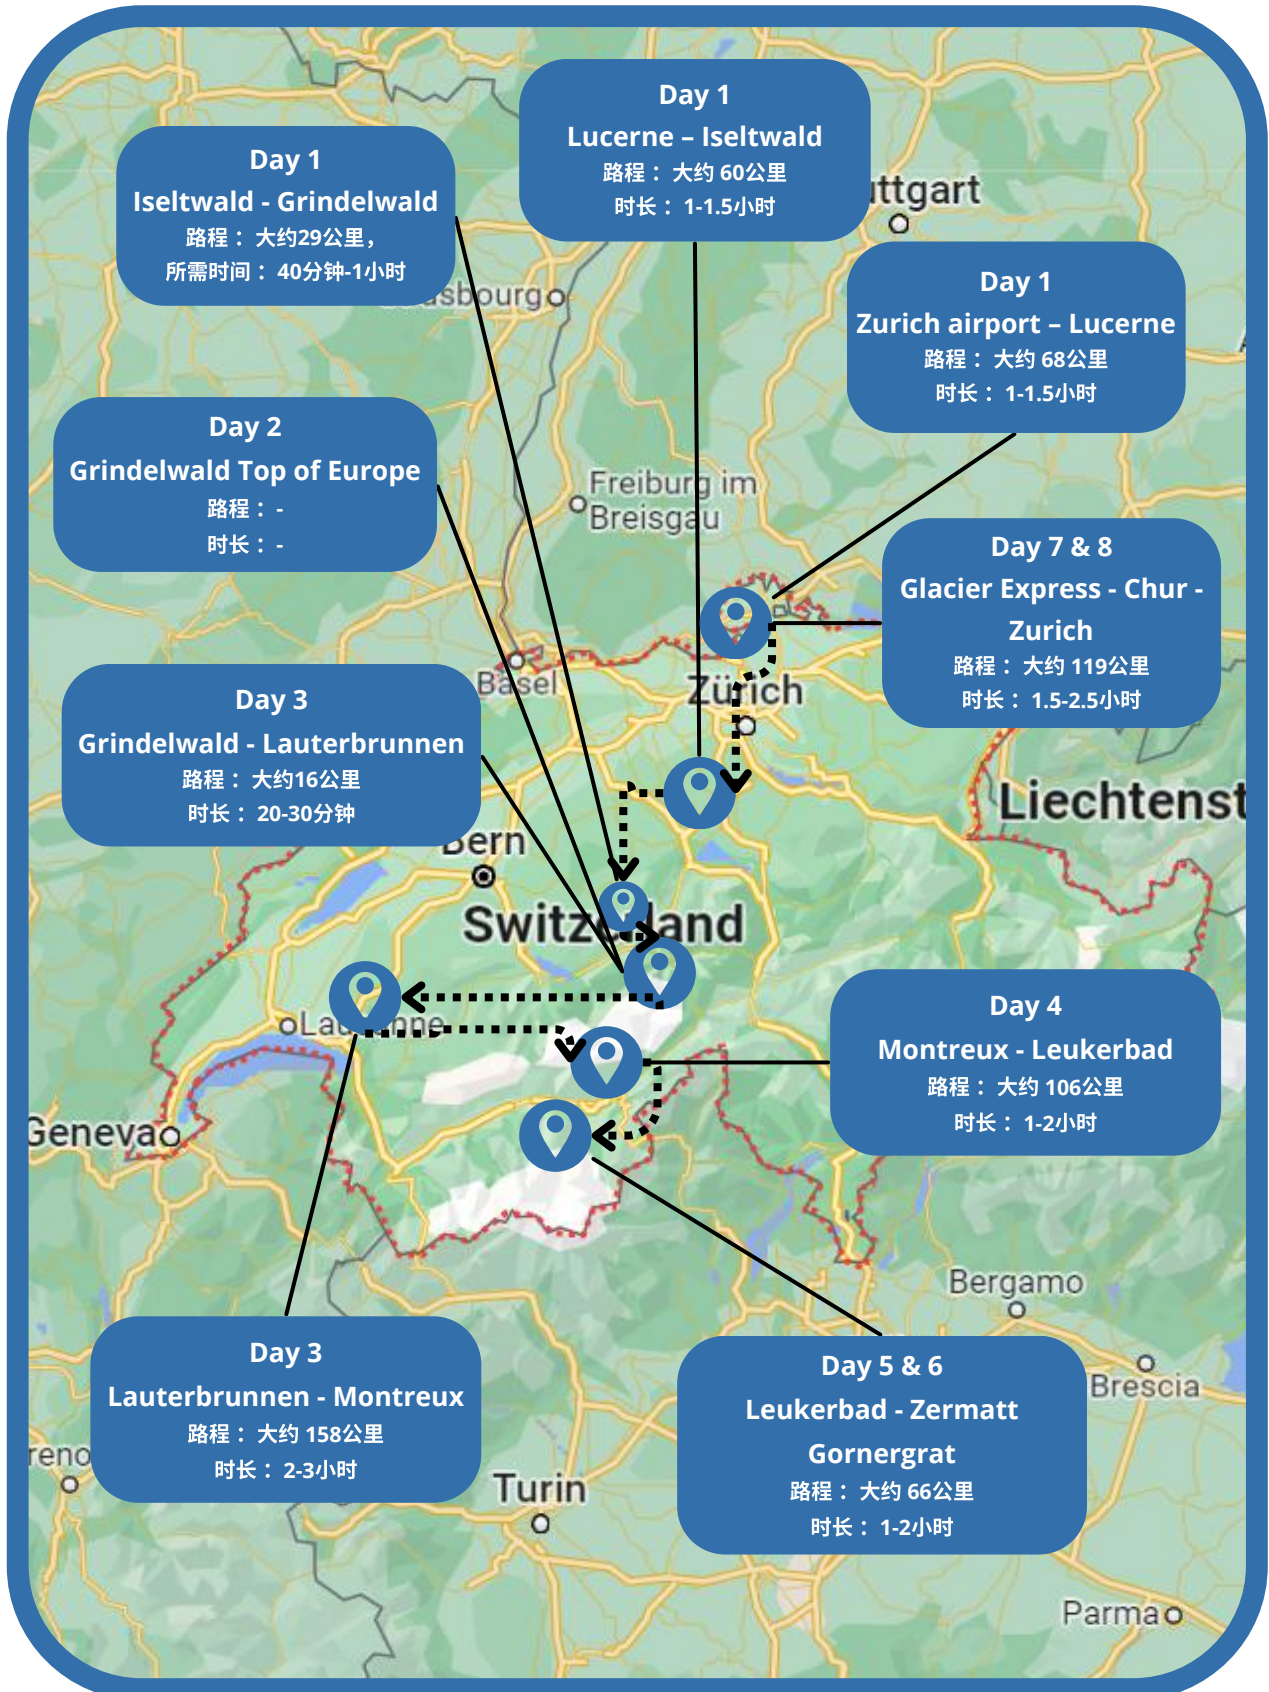 Day 1
Lucerne – Iseltwald
路程： 大约 60公里
时长： 1-1.5小时
Day 1
Iseltwald - Grindelwald
路程： 大约29公里，
所需时间： 40分钟-1小时
uttgart
Day 1
Zurich airport – Lucerne
路程： 大约 68公里
时长： 1-1.5小时
asbourg
Day 2
Grindelwald Top of Europe
路程： -
时长： -
Freiburg im
Breisgau
Day 7 & 8
Glacier Express - Chur -
Zurich
路程： 大约 119公里
时长： 1.5-2.5小时
Basel
Zürich
Day 3
Grindelwald - Lauterbrunnen
路程： 大约16公里
时长： 20-30分钟
Liechtenst
Bern
Switzerland
Day 4
Montreux - Leukerbad
路程： 大约 106公里
时长： 1-2小时
Lausanne
Geneva
Bergamo
Day 3
Lauterbrunnen - Montreux
路程： 大约 158公里
时长： 2-3小时
Day 5 & 6
Leukerbad - Zermatt
Gornergrat
路程： 大约 66公里
时长： 1-2小时
Brescia
reno
Turin
Parma